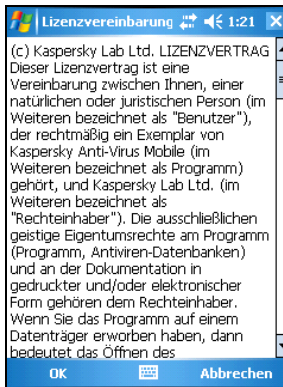 Lizenzvereinbarung 1:21
(c) Kaspersky Lab Ltd. LIZENZVERTRAG
Dieser Lizenzvertrag ist eine
Vereinbarung zwischen Ihnen, einer
natürlichen oder juristischen Person (im
Weiteren bezeichnet als "Benutzer"),
der rechtmäßig ein Exemplar von
Kaspersky Anti-Virus Mobile (im
Weiteren bezeichnet als Programm)
gehört, und Kaspersky Lab Ltd. (im
Weiteren bezeichnet als
"Rechteinhaber"). Die ausschließlichen
geistige Eigentumsrechte am Programm
(Programm, Antiviren-Datenbanken)
und an der Dokumentation in
gedruckter und/oder elektronischer
Form gehören dem Rechteinhaber.
Wenn Sie das Programm auf einem
Datenträger erworben haben, dann
bedeutet das Öffnen des
OK Abbrechen